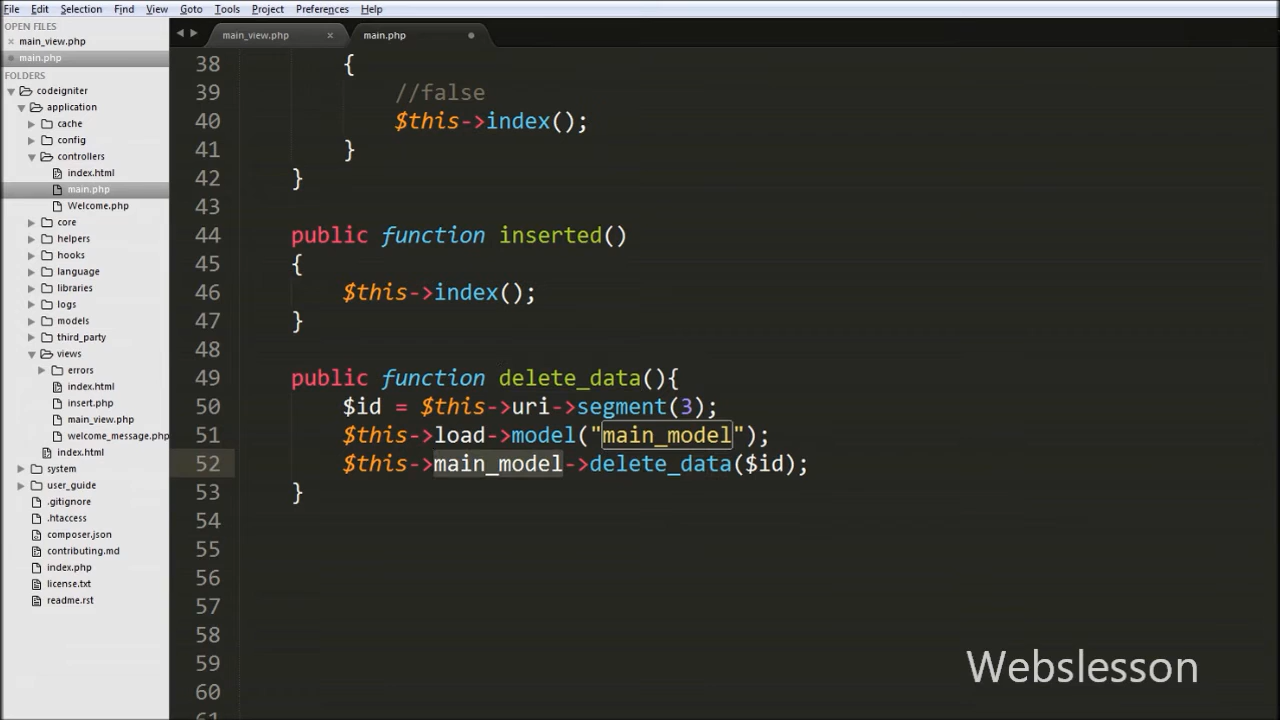 File Edit Selection Find View Goto Tools Project Preferences Help
OPEN FILES
× main_view.php
main.php
FOLDERS
codeigniter
application
cache
config
controllers
index.html
main.php
Welcome.php
core
helpers
hooks
language
libraries
logs
models
third_party
views
errors
index.html
insert.php
main_view.php
welcome_message.php
index.html
system
user_guide
.gitignore
.htaccess
composer.json
contributing.md
index.php
license.txt
readme.rst
main_view.php × main.php
38 {
39 //false
40 $this->index();
41 }
42 }
43
44 public function inserted()
45 {
46 $this->index();
47 }
48
49 public function delete_data(){
50 $id = $this->uri->segment(3);
51 $this->load->model("main_model");
52 $this->main_model->delete_data($id);
53 }
54
55
56
57
58
59
60
61
Webslesson